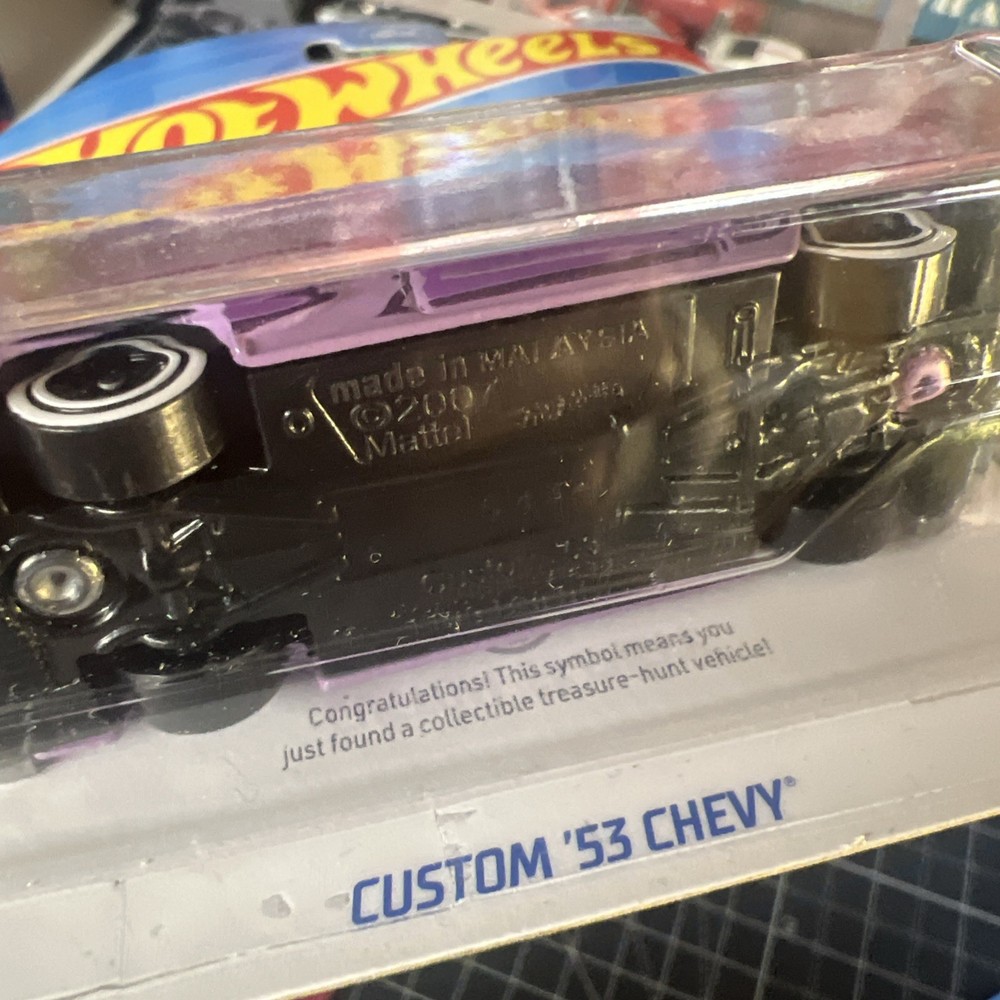 HOT WHEELS
made in MALAYSIA
©2007
Mattel
Congratulations! This symbol means you
just found a collectible treasure-hunt vehicle!
CUSTOM '53 CHEVY®